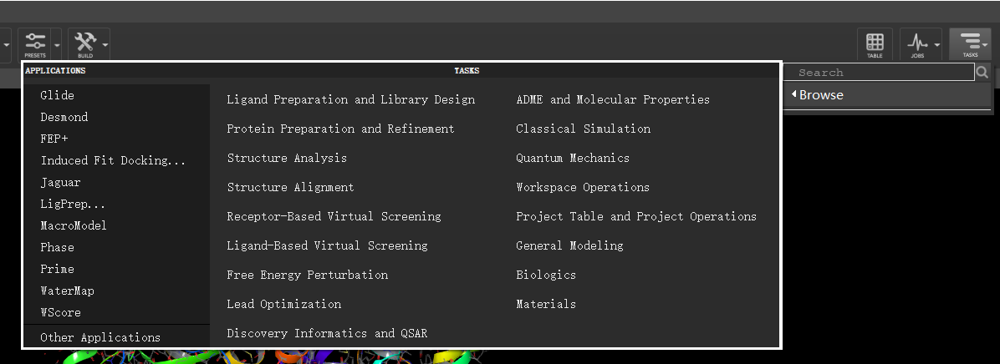 PRESETS
BUILD
TABLE
JOBS
TASKS
APPLICATIONS
TASKS
Search
Browse
Glide
Desmond
FEP+
Induced Fit Docking...
Jaguar
LigPrep...
MacroModel
Phase
Prime
WaterMap
WScore
Other Applications
Ligand Preparation and Library Design
Protein Preparation and Refinement
Structure Analysis
Structure Alignment
Receptor-Based Virtual Screening
Ligand-Based Virtual Screening
Free Energy Perturbation
Lead Optimization
Discovery Informatics and QSAR
ADME and Molecular Properties
Classical Simulation
Quantum Mechanics
Workspace Operations
Project Table and Project Operations
General Modeling
Biologics
Materials